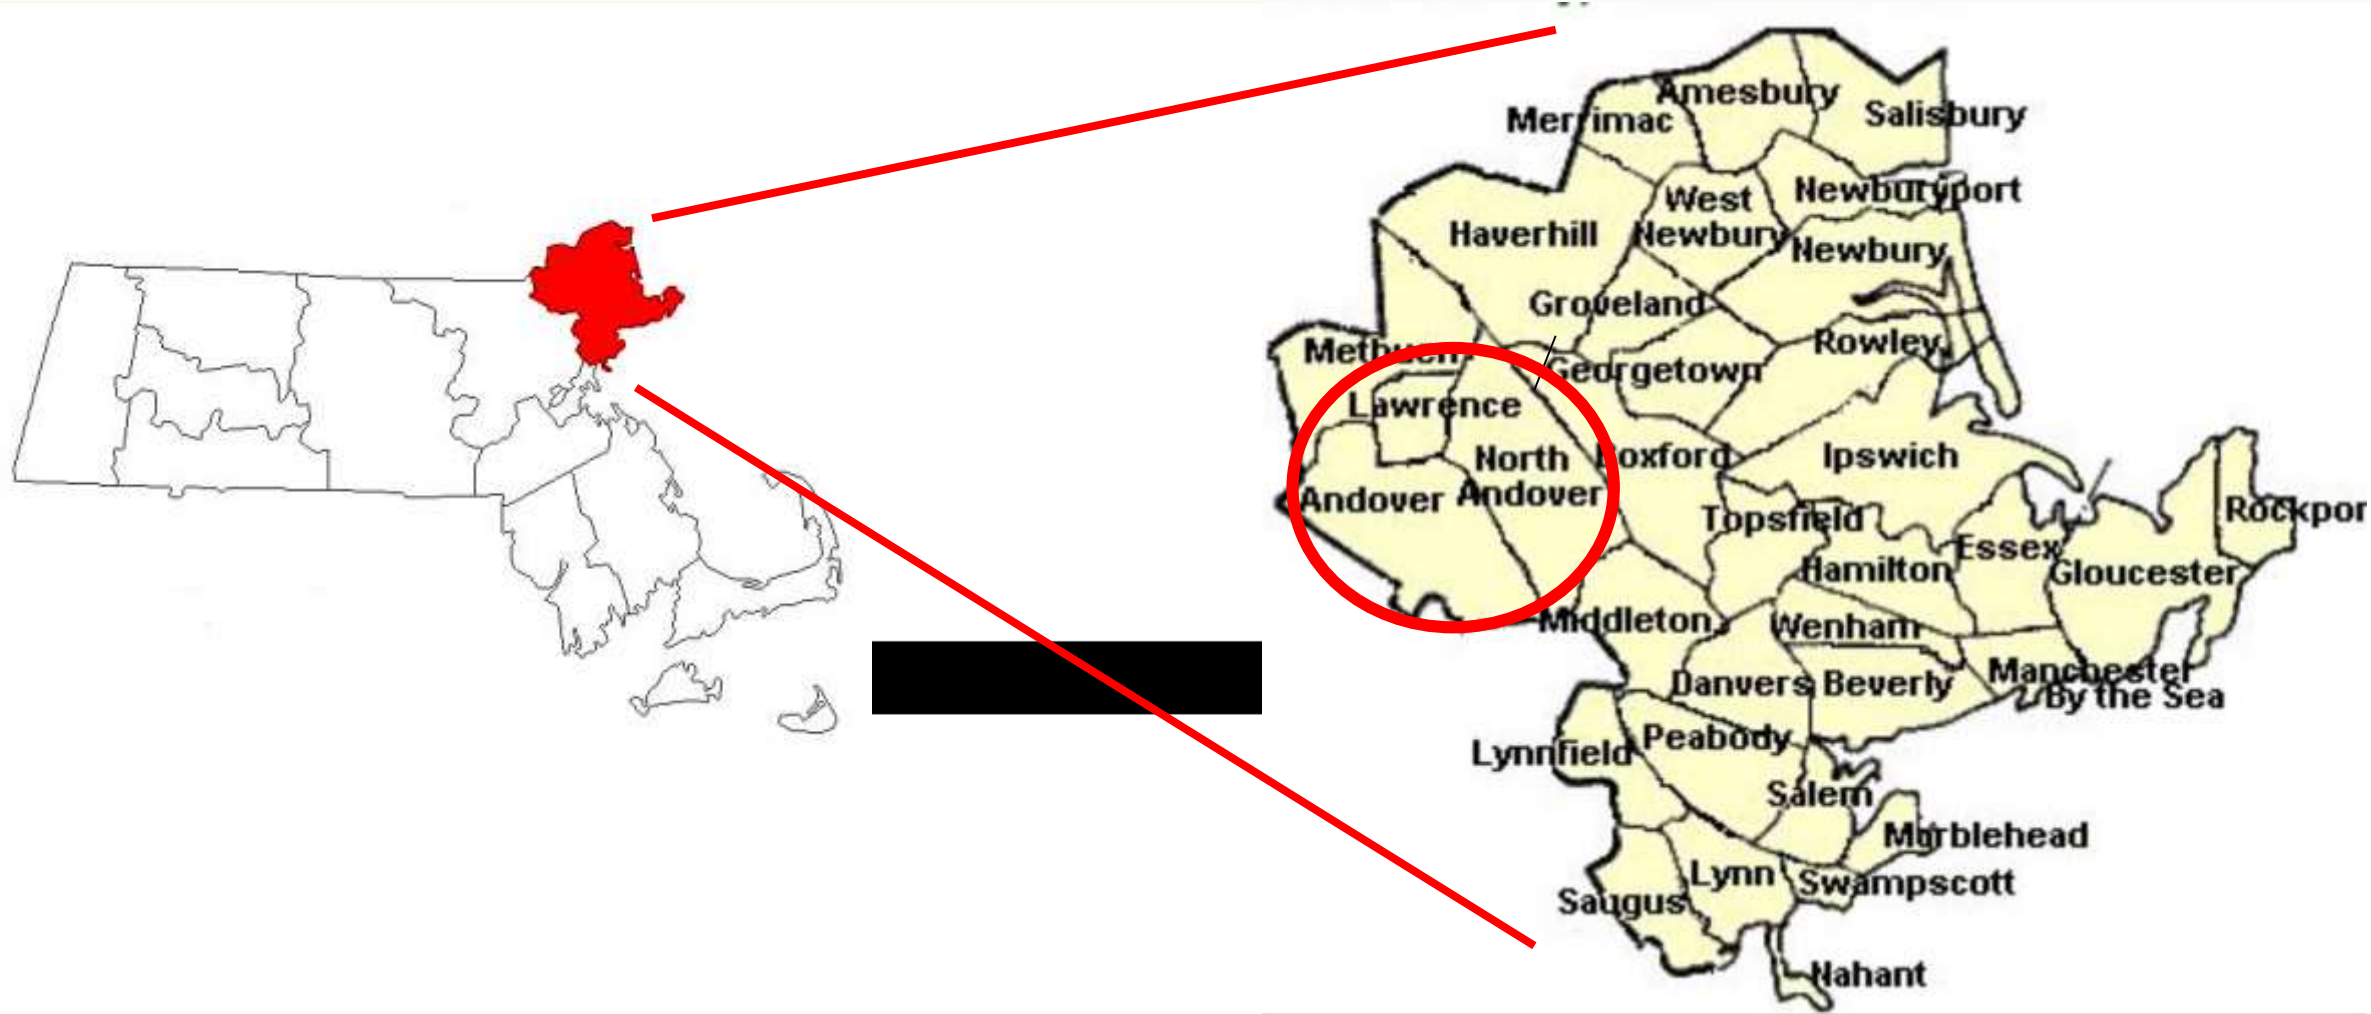 Amesbury
Merrimac
Salisbury
West
Newbury
Newburyport
Haverhill
Newbury
Groveland
Rowley
Methuen
Georgetown
Lawrence
North
Andover
Boxford
Ipswich
Andover
Topsfield
Rockpor
Essex
Hamilton
Gloucester
Middleton
Wenham
Manchester
By the Sea
Danvers
Beverly
Peabody
Lynnfield
Salem
Marblehead
Lynn
Swampscott
Saugus
Nahant